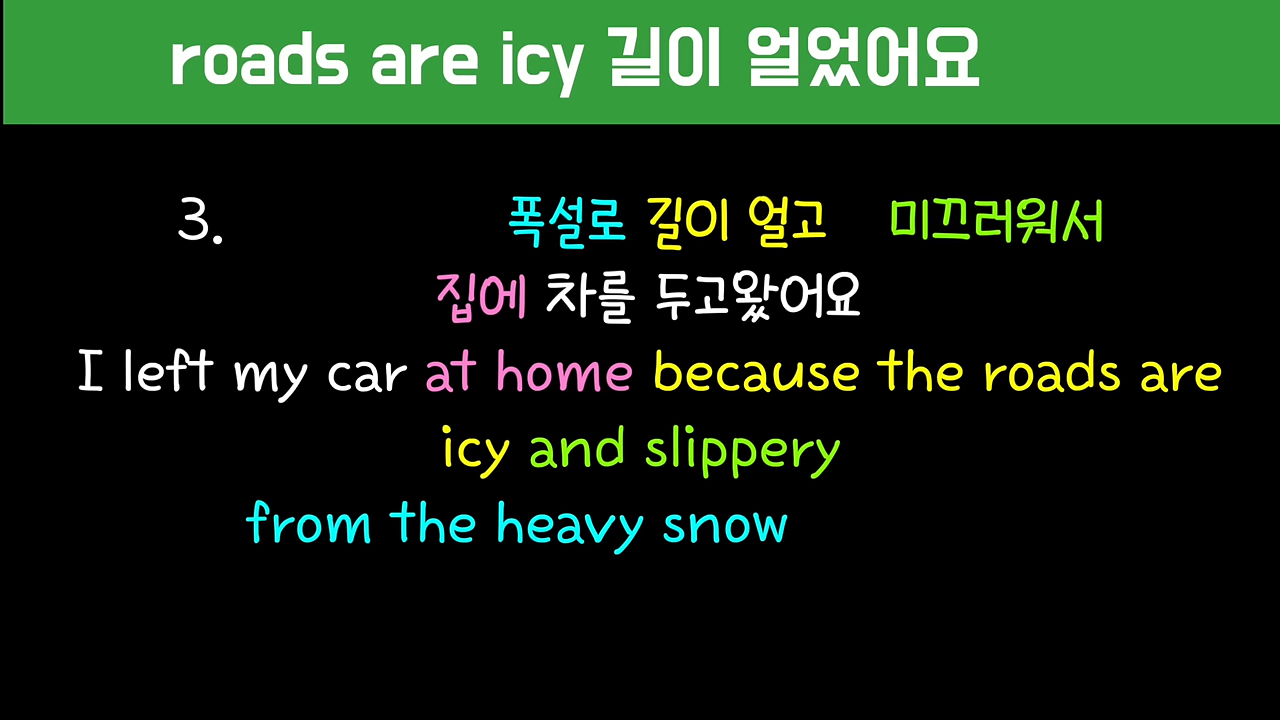 roads are icy 길이 얼었어요
3. 폭설로 길이 얼고 미끄러워서
집에 차를 두고왔어요
I left my car at home because the roads are
icy and slippery
from the heavy snow